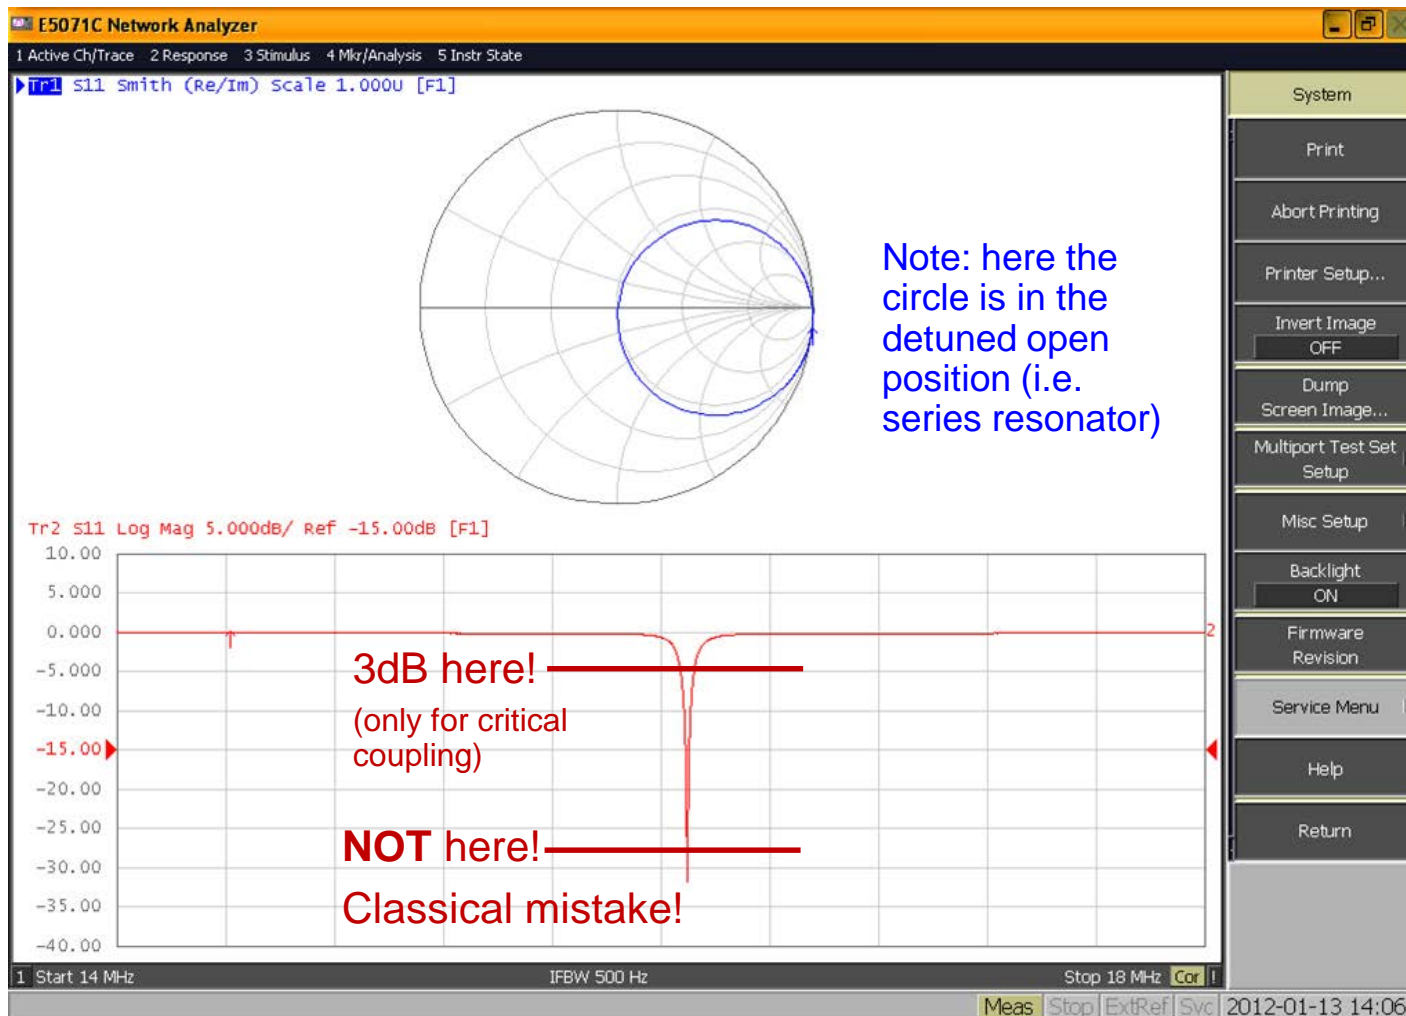 E5071C Network Analyzer
1 Active Ch/Trace 2 Response 3 Stimulus 4 Mkr/Analysis 5 Instr State
Tr1 S11 Smith (Re/Im) Scale 1.000U [F1]
Note: here the
circle is in the
detuned open
position (i.e.
series resonator)
Tr2 S11 Log Mag 5.000dB/ Ref -15.00dB [F1]
10.00
5.000
0.000
2
-5.000
3dB here!
-10.00
(only for critical
coupling)
-15.00
-20.00
-25.00
NOT here!
-30.00
-35.00
Classical mistake!
-40.00
1 Start 14 MHz IFBW 500 Hz Stop 18 MHz Cor !
System
Print
Abort Printing
Printer Setup...
Invert Image
OFF
Dump
Screen Image...
Multiport Test Set
Setup
Misc Setup
Backlight
ON
Firmware
Revision
Service Menu
Help
Return
Meas Stop ExtRef Svc 2012-01-13 14:06